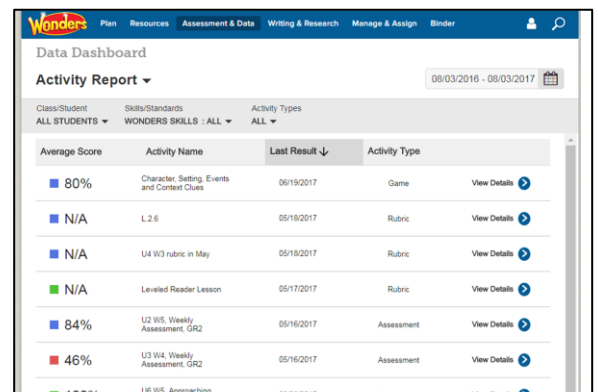 Wonders Plan Resources Assessment & Data Writing & Research Manage & Assign Binder
Data Dashboard
Activity Report
08/03/2016 - 08/03/2017
Class/Student Skills/Standards Activity Types
ALL STUDENTS WONDERS SKILLS : ALL ALL
Average Score Activity Name Last Result Activity Type
80% Character, Setting, Events and Context Clues 06/19/2017 Game View Details
N/A L.2.6 05/18/2017 Rubric View Details
N/A U4 W3 rubric in May 05/18/2017 Rubric View Details
N/A Leveled Reader Lesson 05/17/2017 Rubric View Details
84% U2 W5, Weekly Assessment, GR2 05/16/2017 Assessment View Details
46% U3 W4, Weekly Assessment, GR2 05/16/2017 Assessment View Details
U6 W5, Approaching